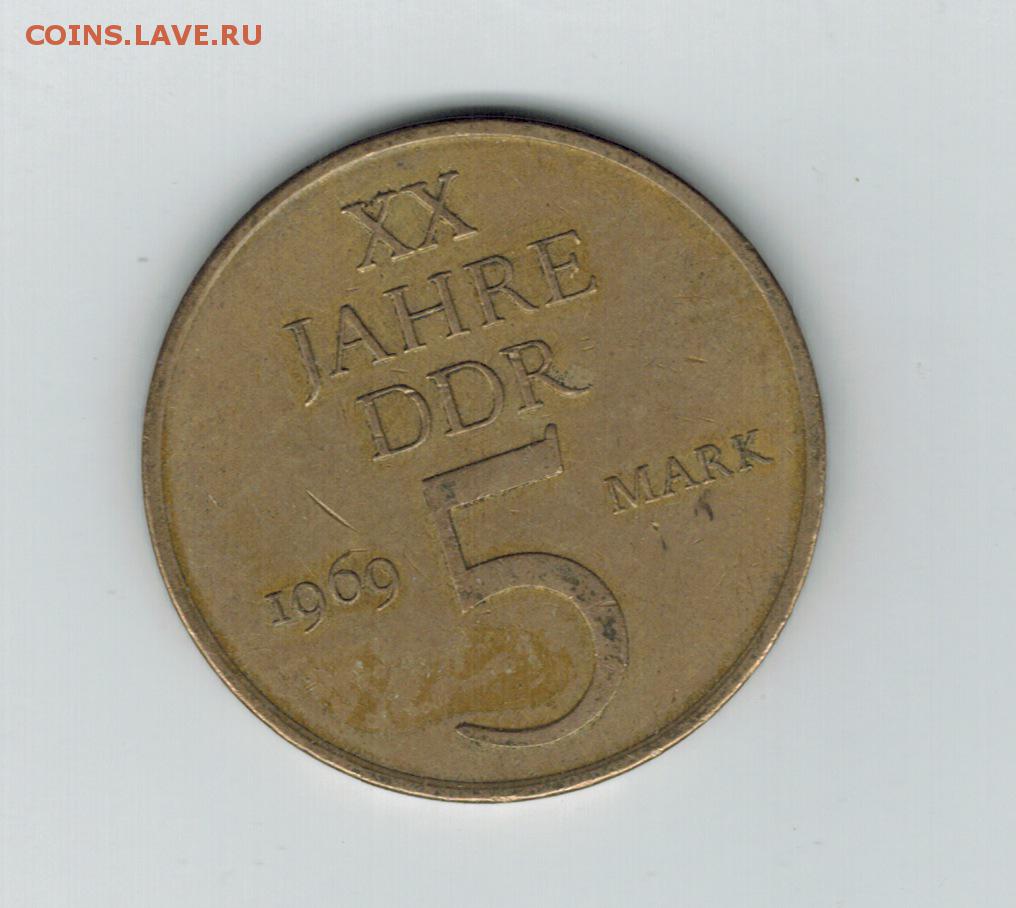 COINS.LAVE.RU
XX
JAHRE
DDR
5
MARK
1969